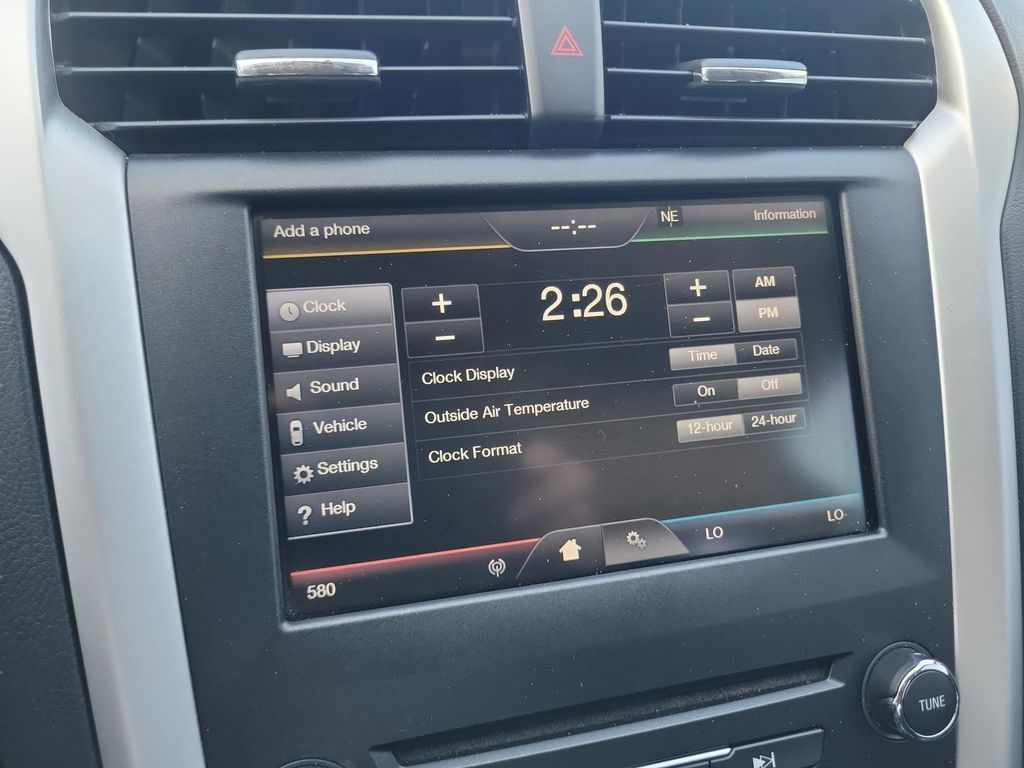 Add a phone --:-- NE Information
Clock + 2:26 + AM
- - PM
Display Clock Display Time Date
Sound Outside Air Temperature On Off
Vehicle Clock Format 12-hour 24-hour
Settings
Help
580 LO LO
TUNE